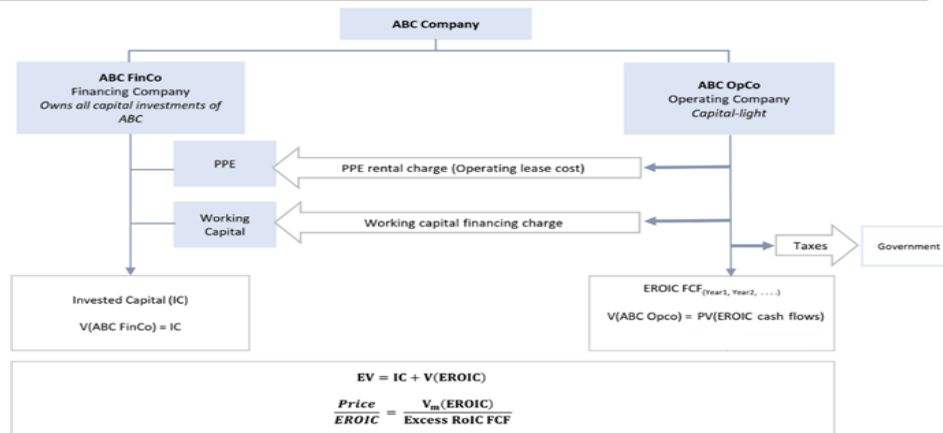 ABC Company
ABC FinCo
Financing Company
Owns all capital investments of
ABC
ABC OpCo
Operating Company
Capital-light
PPE
PPE rental charge (Operating lease cost)
Working
Capital
Working capital financing charge
Taxes
Government
Invested Capital (IC)
V(ABC FinCo) = IC
EROIC FCF(Year1, Year2, . . . .)
V(ABC Opco) = PV(EROIC cash flows)
EV = IC + V(EROIC)
Price/EROIC = Vm(EROIC)/Excess RoIC FCF